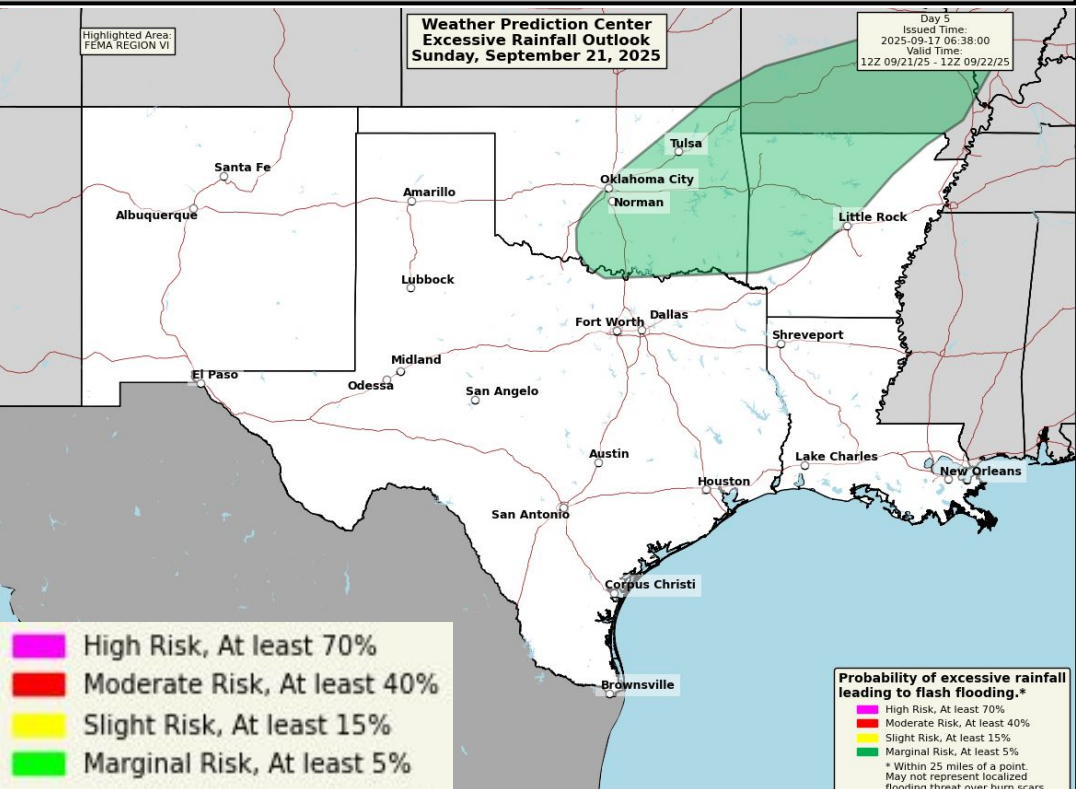 Highlighted Area:
FEMA REGION VI
Weather Prediction Center
Excessive Rainfall Outlook
Sunday, September 21, 2025
Day 5
Issued Time:
2025-09-17 06:38:00
Valid Time:
12Z 09/21/25 - 12Z 09/22/25
Tulsa
Santa Fe
Oklahoma City
Amarillo
Norman
Albuquerque
Little Rock
Lubbock
Fort Worth
Dallas
Shreveport
Midland
El Paso
Odessa
San Angelo
Austin
Lake Charles
New Orleans
Houston
San Antonio
Corpus Christi
Brownsville
High Risk, At least 70%
Moderate Risk, At least 40%
Slight Risk, At least 15%
Marginal Risk, At least 5%
Probability of excessive rainfall
leading to flash flooding.*
High Risk, At least 70%
Moderate Risk, At least 40%
Slight Risk, At least 15%
Marginal Risk, At least 5%
* Within 25 miles of a point.
May not represent localized
flooding threat over burn scars